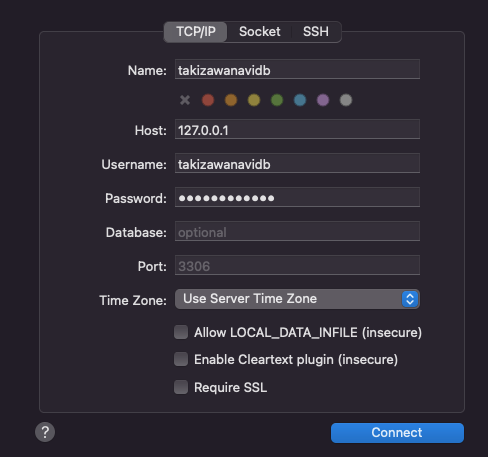 TCP/IP Socket SSH
Name: takizawanavidb
Host: 127.0.0.1
Username: takizawanavidb
Password: ••••••••••••
Database: optional
Port: 3306
Time Zone: Use Server Time Zone
Allow LOCAL_DATA_INFILE (insecure)
Enable Cleartext plugin (insecure)
Require SSL
? Connect